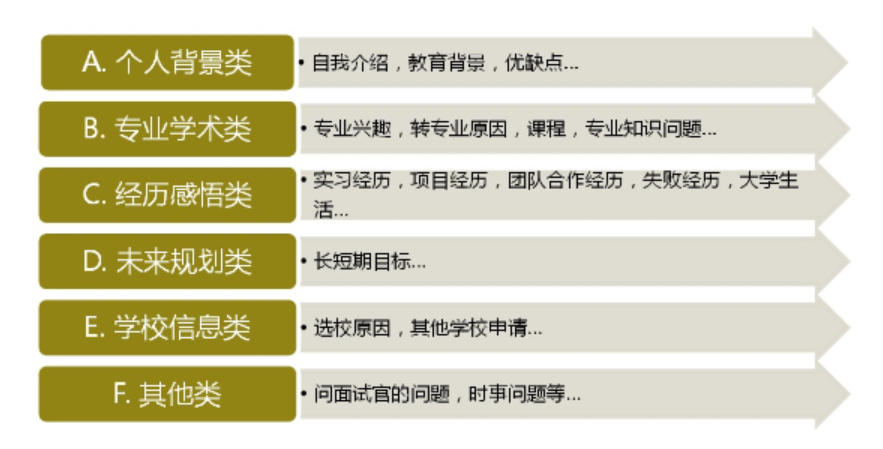 A. 个人背景类
• 自我介绍，教育背景，优缺点...
B. 专业学术类
• 专业兴趣，转专业原因，课程，专业知识问题...
C. 经历感悟类
• 实习经历，项目经历，团队合作经历，失败经历，大学生
活...
D. 未来规划类
• 长短期目标...
E. 学校信息类
• 选校原因，其他学校申请...
F. 其他类
• 问面试官的问题，时事问题等...